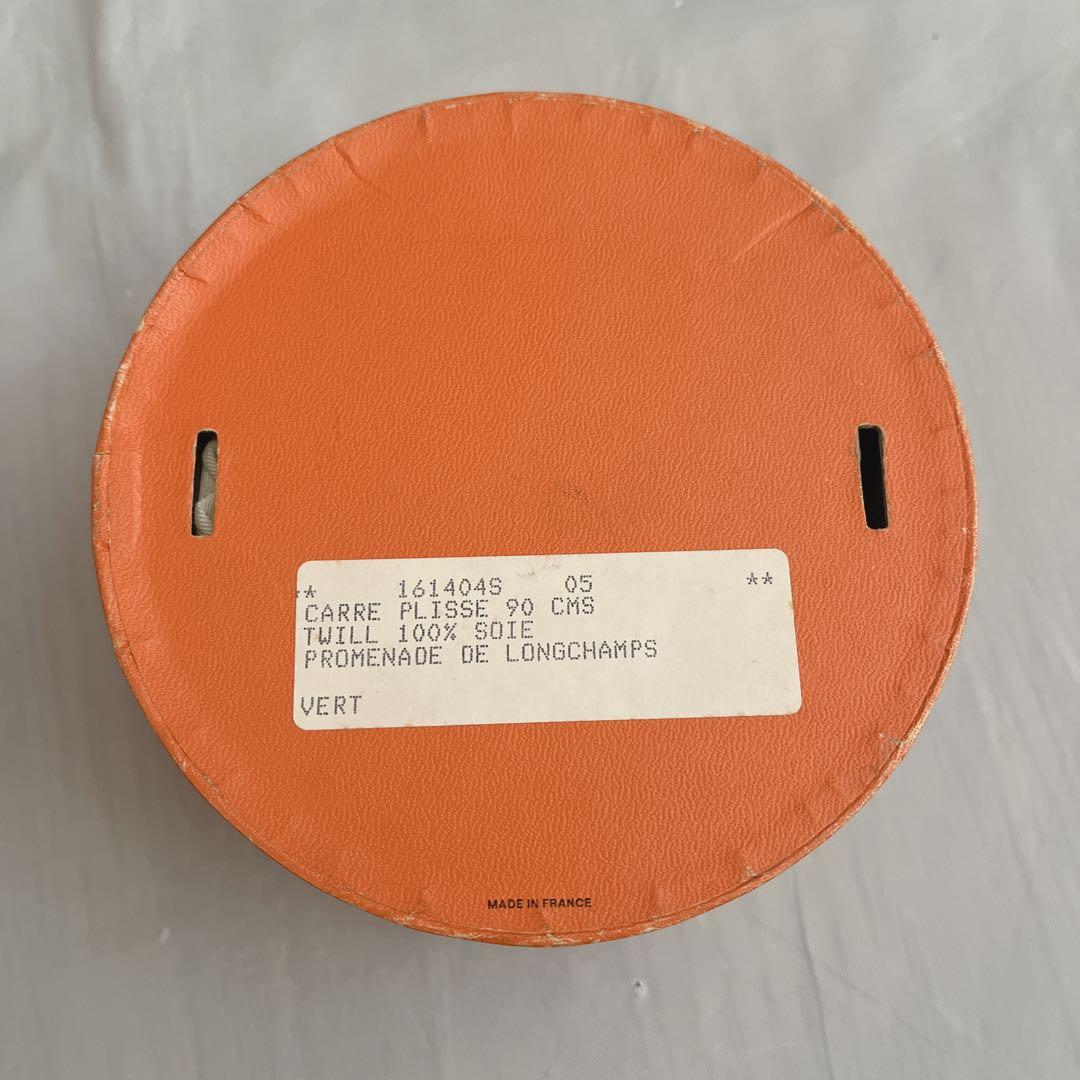 * 161404S 05 **
CARRE PLISSE 90 CMS
TWILL 100% SOIE
PROMENADE DE LONGCHAMPS
VERT
MADE IN FRANCE